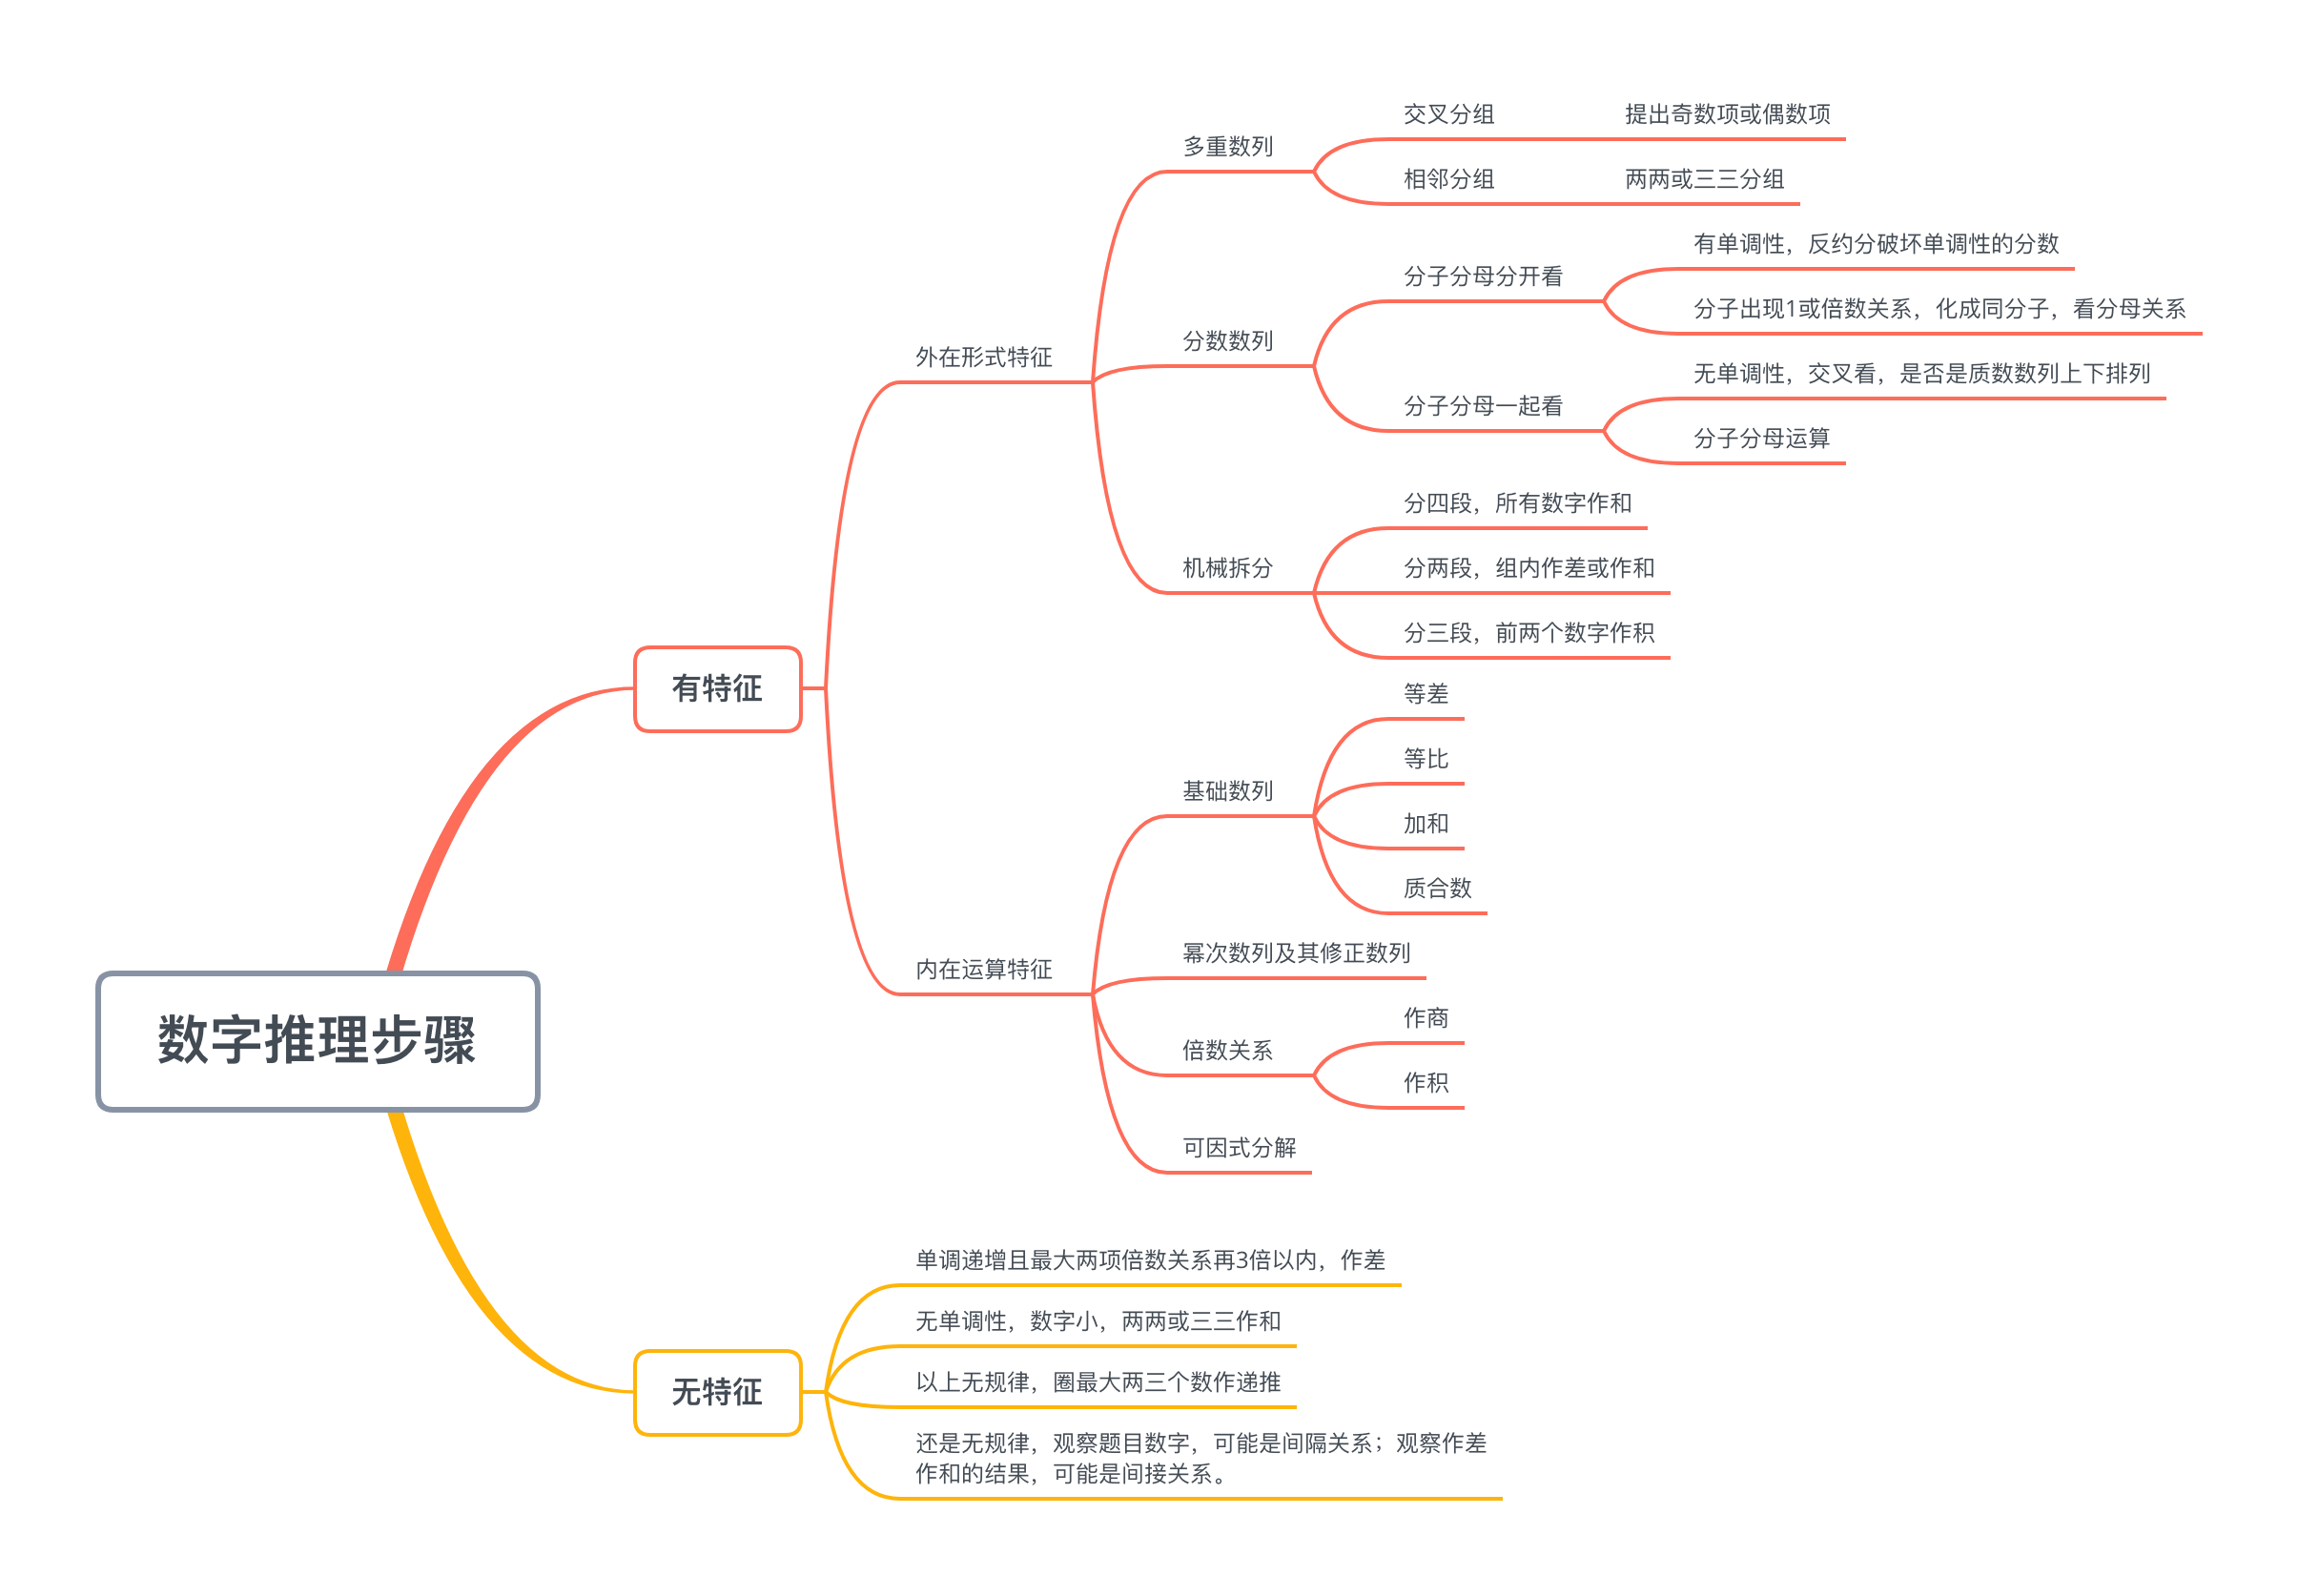 数字推理步骤
有特征
外在形式特征
多重数列
交叉分组
提出奇数项或偶数项
相邻分组
两两或三三分组
分数数列
分子分母分开看
有单调性，反约分破坏单调性的分数
分子出现1或倍数关系，化成同分子，看分母关系
分子分母一起看
无单调性，交叉看，是否是质数数列上下排列
分子分母运算
机械拆分
分四段，所有数字作和
分两段，组内作差或作和
分三段，前两个数字作积
内在运算特征
基础数列
等差
等比
加和
质合数
幂次数列及其修正数列
倍数关系
作商
作积
可因式分解
无特征
单调递增且最大两项倍数关系再3倍以内，作差
无单调性，数字小，两两或三三作和
以上无规律，圈最大两三个数作递推
还是无规律，观察题目数字，可能是间隔关系；观察作差
作和的结果，可能是间接关系。